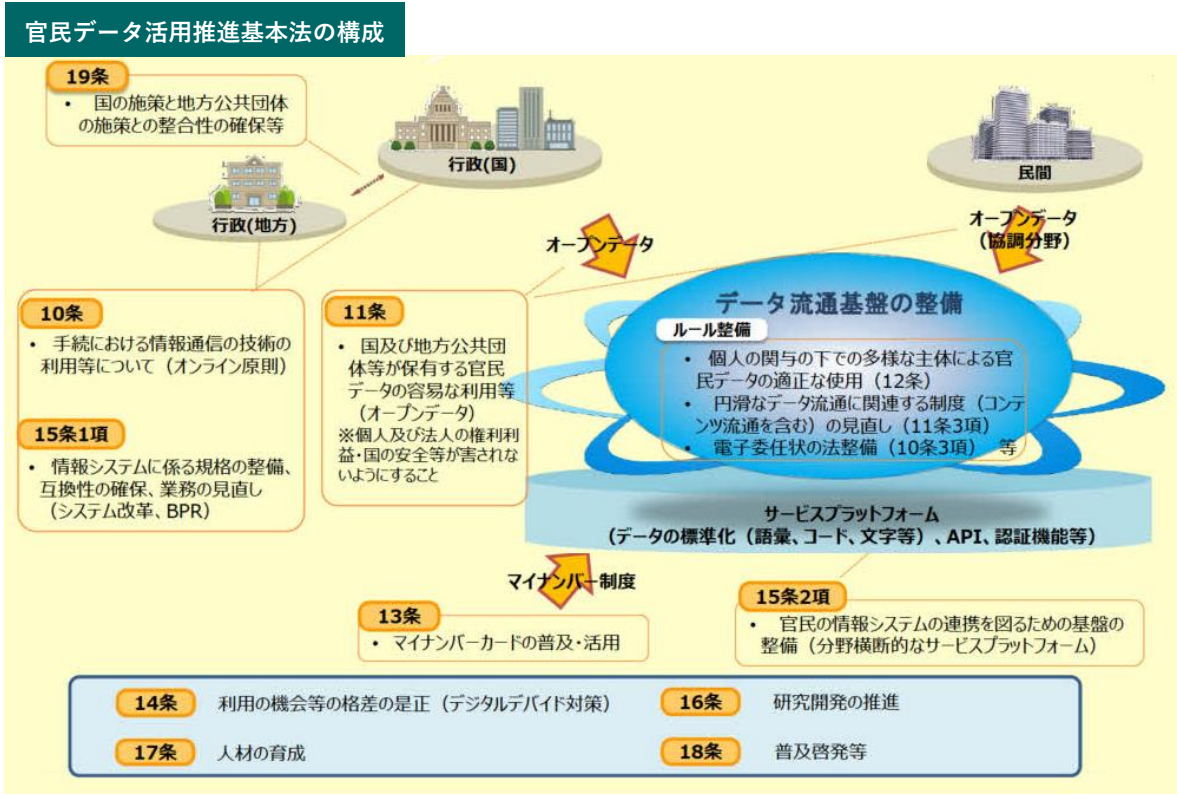 官民データ活用推進基本法の構成
19条
• 国の施策と地方公共団体
の施策との整合性の確保等
行政(国)
行政(地方)
民間
オープンデータ
オープンデータ
(協調分野)
10条
• 手続における情報通信の技術の
利用等について（オンライン原則）
15条1項
• 情報システムに係る規格の整備、
互換性の確保、業務の見直し
（システム改革、BPR）
11条
• 国及び地方公共団
体等が保有する官民
データの容易な利用等
（オープンデータ）
※個人及び法人の権利利
益・国の安全等が害されな
いようにすること
データ流通基盤の整備
ルール整備
• 個人の関与の下での多様な主体による官
民データの適正な使用（12条）
• 円滑なデータ流通に関連する制度（コンテ
ンツ流通を含む）の見直し（11条3項）
• 電子委任状の法整備（10条3項） 等
サービスプラットフォーム
（データの標準化（語彙、コード、文字等）、API、認証機能等）
マイナンバー制度
13条
• マイナンバーカードの普及・活用
15条2項
• 官民の情報システムの連携を図るための基盤の
整備（分野横断的なサービスプラットフォーム）
14条 利用の機会等の格差の是正（デジタルデバイド対策）
16条 研究開発の推進
17条 人材の育成
18条 普及啓発等